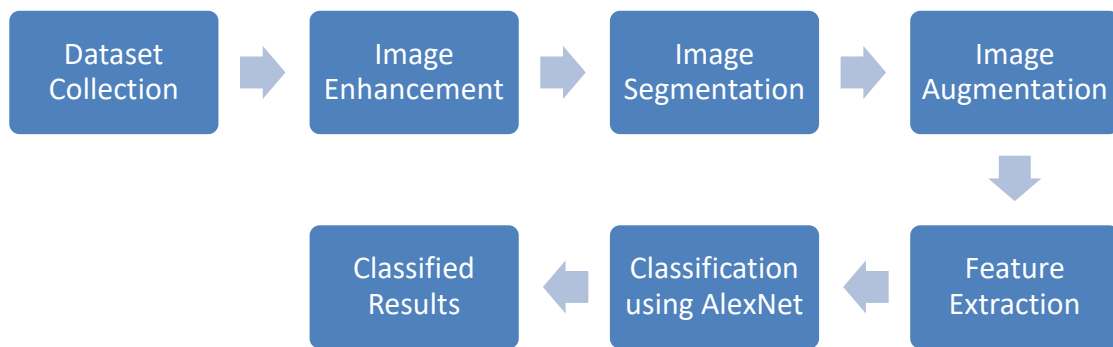 Dataset
Collection
Image
Enhancement
Image
Segmentation
Image
Augmentation
Feature
Extraction
Classification
using AlexNet
Classified
Results